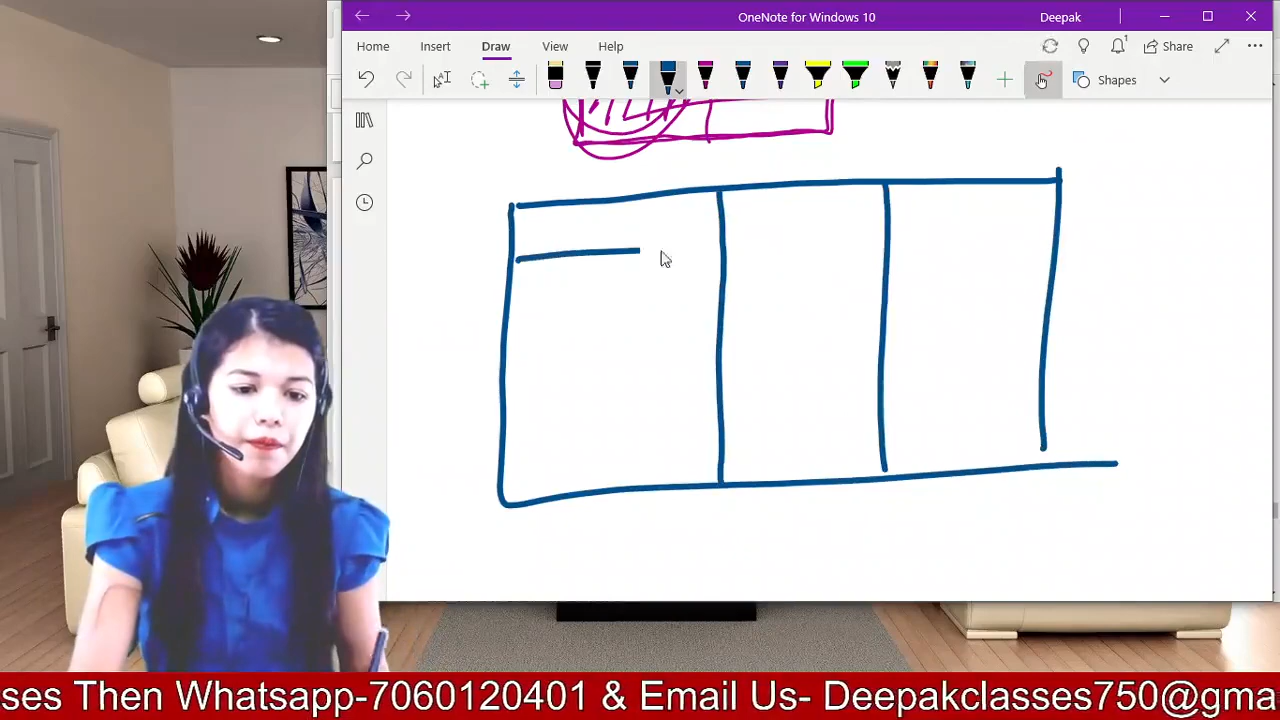 OneNote for Windows 10
Deepak
Home
Insert
Draw
View
Help
Share
Shapes
ses Then Whatsapp-7060120401 & Email Us- Deepakclasses750@gma